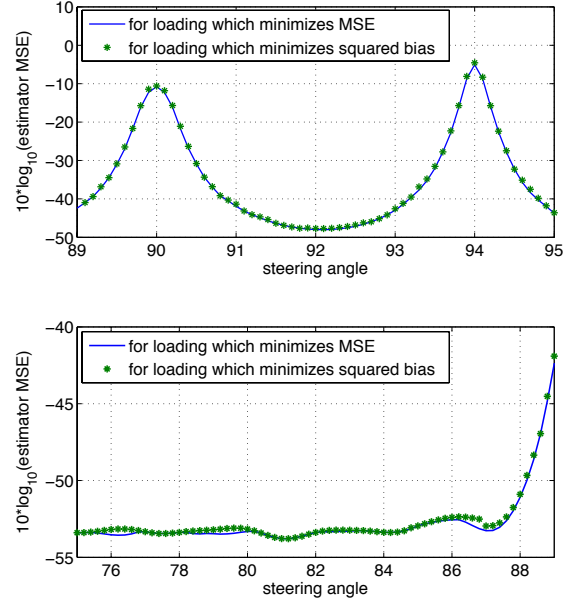 10
0
-10
-20
-30
-40
-50
10*log10(estimator MSE)
for loading which minimizes MSE
for loading which minimizes squared bias
89 90 91 92 93 94 95
steering angle
-40
-45
-50
-55
10*log10(estimator MSE)
for loading which minimizes MSE
for loading which minimizes squared bias
76 78 80 82 84 86 88
steering angle